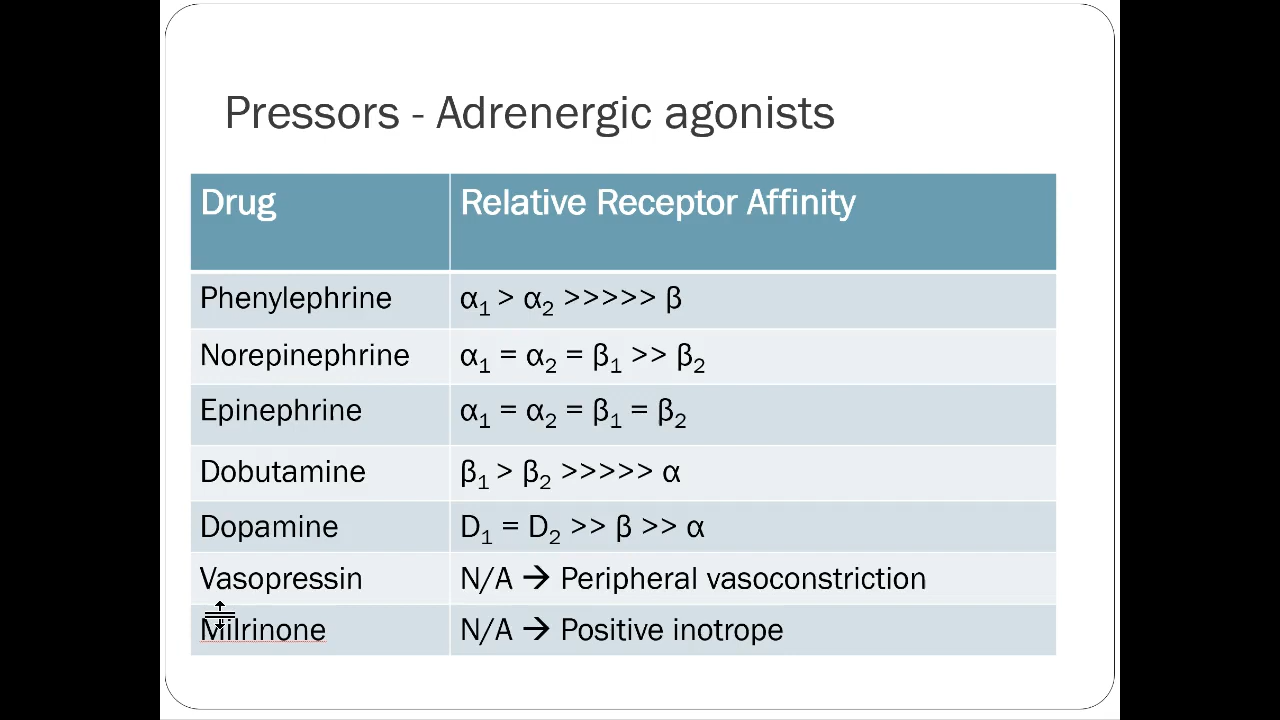 Pressors - Adrenergic agonists
Drug Relative Receptor Affinity
Phenylephrine α₁ > α₂ >>>>> β
Norepinephrine α₁ = α₂ = β₁ >> β₂
Epinephrine α₁ = α₂ = β₁ = β₂
Dobutamine β₁ > β₂ >>>>> α
Dopamine D₁ = D₂ >> β >> α
Vasopressin N/A → Peripheral vasoconstriction
Milrinone N/A → Positive inotrope